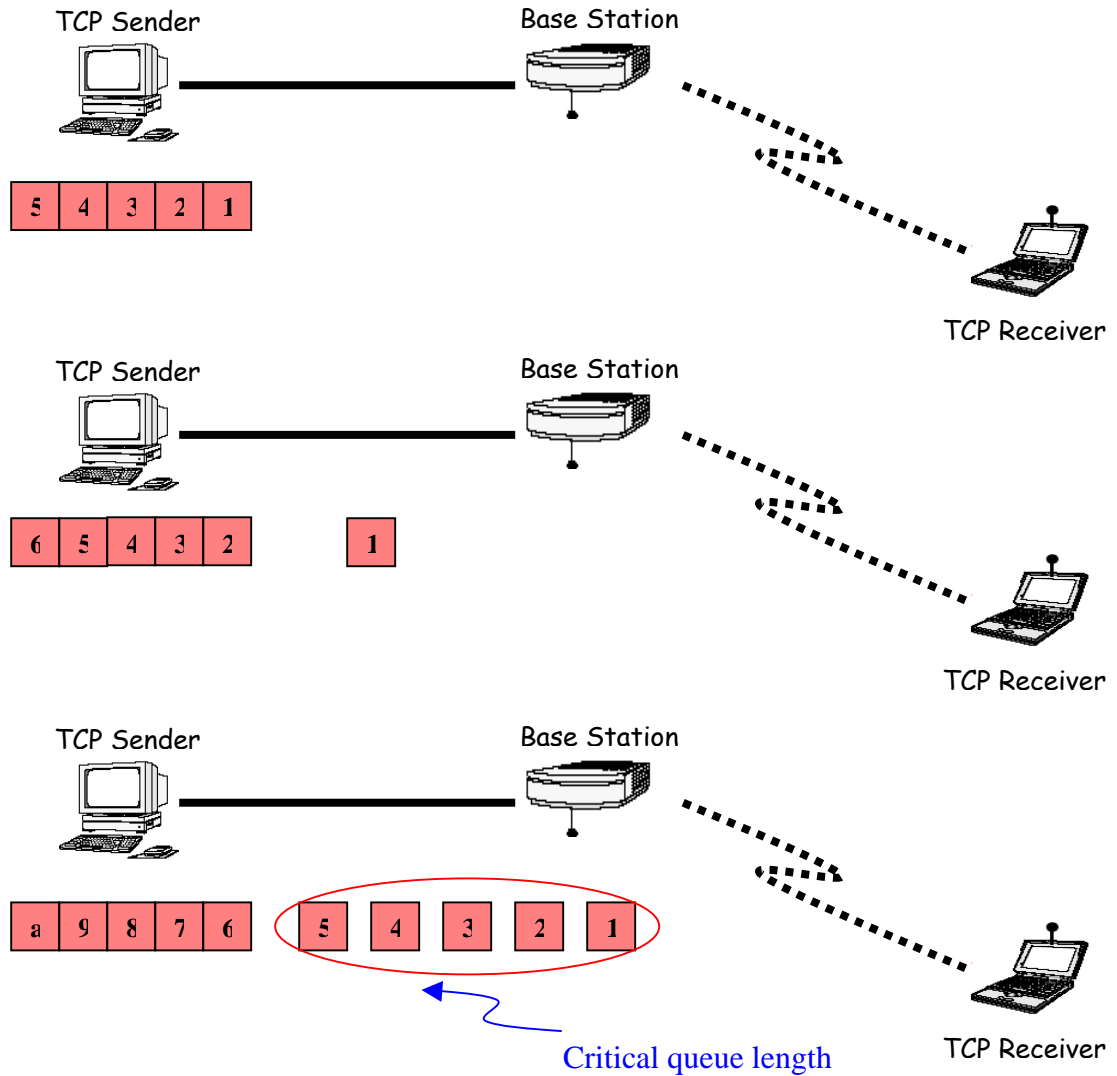 TCP Sender
Base Station
5 4 3 2 1
TCP Receiver
TCP Sender
Base Station
6 5 4 3 2 1
TCP Receiver
TCP Sender
Base Station
a 9 8 7 6 5 4 3 2 1
Critical queue length
TCP Receiver